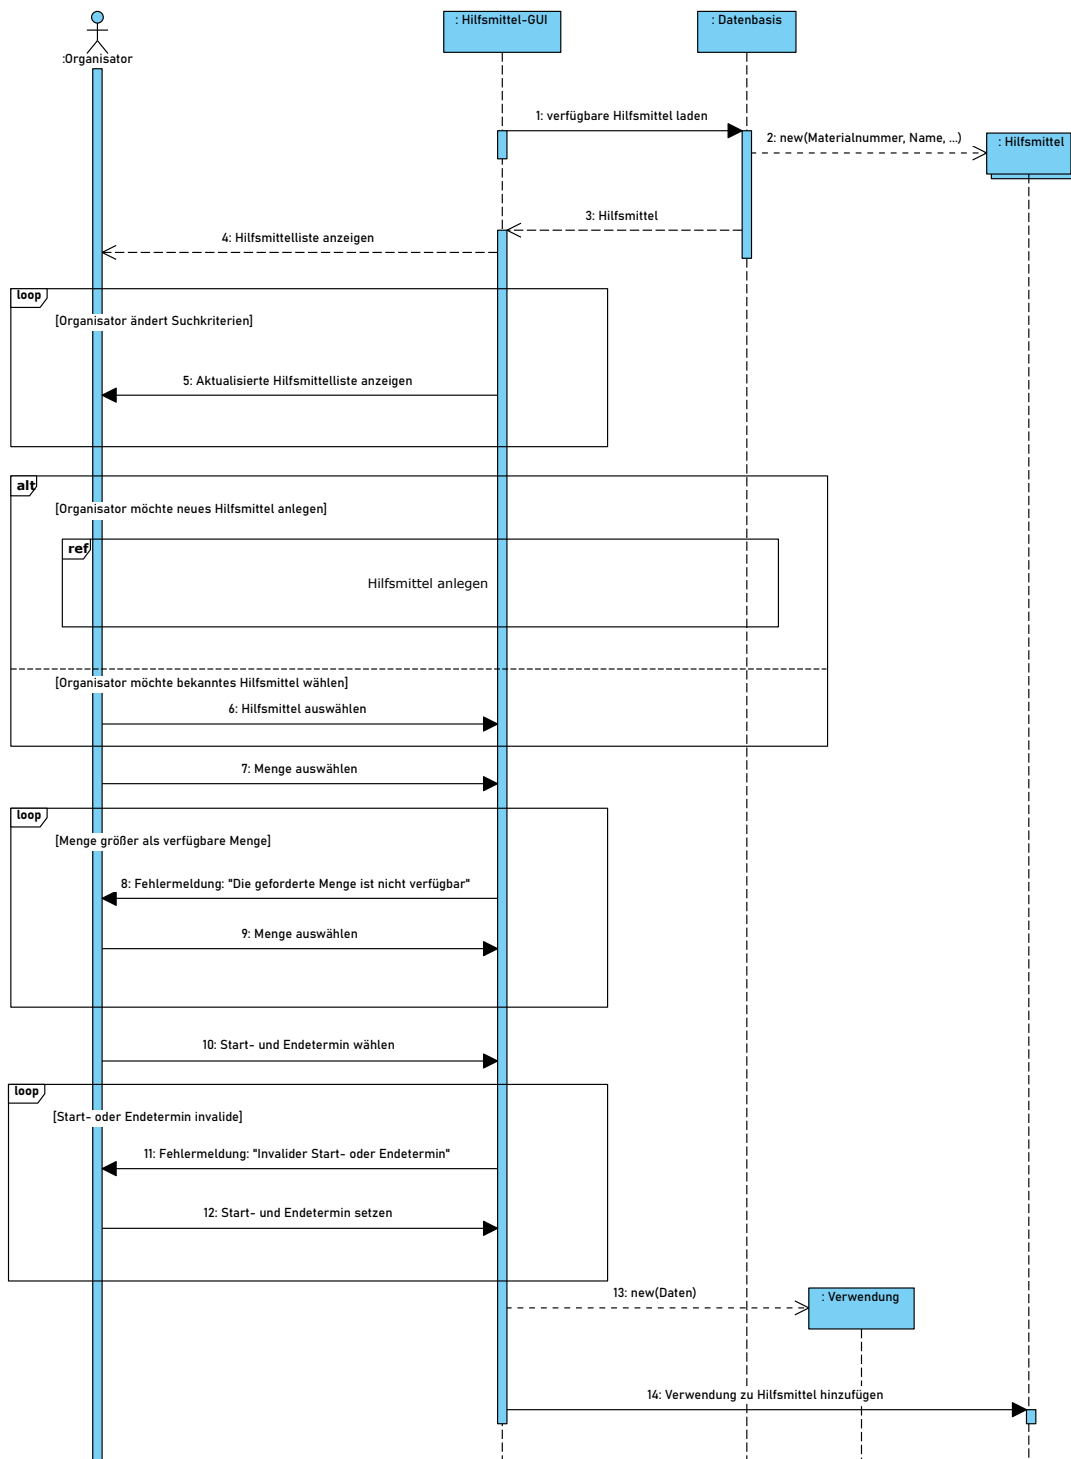 : Hilfsmittel-GUI
: Datenbasis
:Organisator
1: verfügbare Hilfsmittel laden
2: new(Materialnummer, Name, ...)
: Hilfsmittel
3: Hilfsmittel
4: Hilfsmittelliste anzeigen
loop
[Organisator ändert Suchkriterien]
5: Aktualisierte Hilfsmittelliste anzeigen
alt
[Organisator möchte neues Hilfsmittel anlegen]
ref
Hilfsmittel anlegen
[Organisator möchte bekanntes Hilfsmittel wählen]
6: Hilfsmittel auswählen
7: Menge auswählen
loop
[Menge größer als verfügbare Menge]
8: Fehlermeldung: "Die geforderte Menge ist nicht verfügbar"
9: Menge auswählen
10: Start- und Endetermin wählen
loop
[Start- oder Endetermin invalide]
11: Fehlermeldung: "Invalider Start- oder Endetermin"
12: Start- und Endetermin setzen
13: new(Daten)
: Verwendung
14: Verwendung zu Hilfsmittel hinzufügen